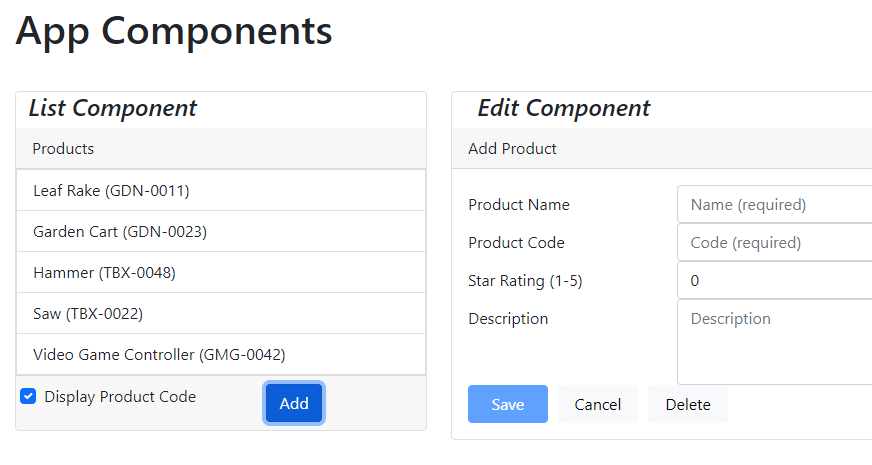 App Components
List Component
Products
Leaf Rake (GDN-0011)
Garden Cart (GDN-0023)
Hammer (TBX-0048)
Saw (TBX-0022)
Video Game Controller (GMG-0042)
Display Product Code
Add
Edit Component
Add Product
Product Name Name (required)
Product Code Code (required)
Star Rating (1-5) 0
Description Description
Save Cancel Delete